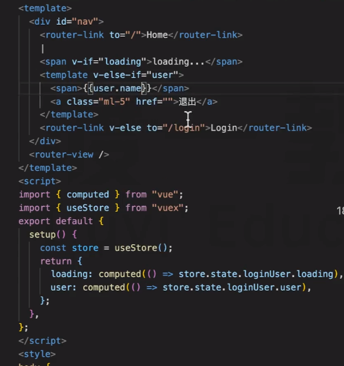 <template>
  <div id="nav">
    <router-link to="/">Home</router-link>
    |
    <span v-if="loading">loading...</span>
    <template v-else-if="user">
      <span>{{user.name}}</span>
      <a class="ml-5" href="">退出</a>
    </template>
    <router-link v-else to="/login">Login</router-link>
  </div>
  <router-view />
</template>
<script>
import { computed } from "vue";
import { useStore } from "vuex";
export default {
  setup() {
    const store = useStore();
    return {
      loading: computed(() => store.state.loginUser.loading),
      user: computed(() => store.state.loginUser.user),
    };
  },
};
</script>
<style>